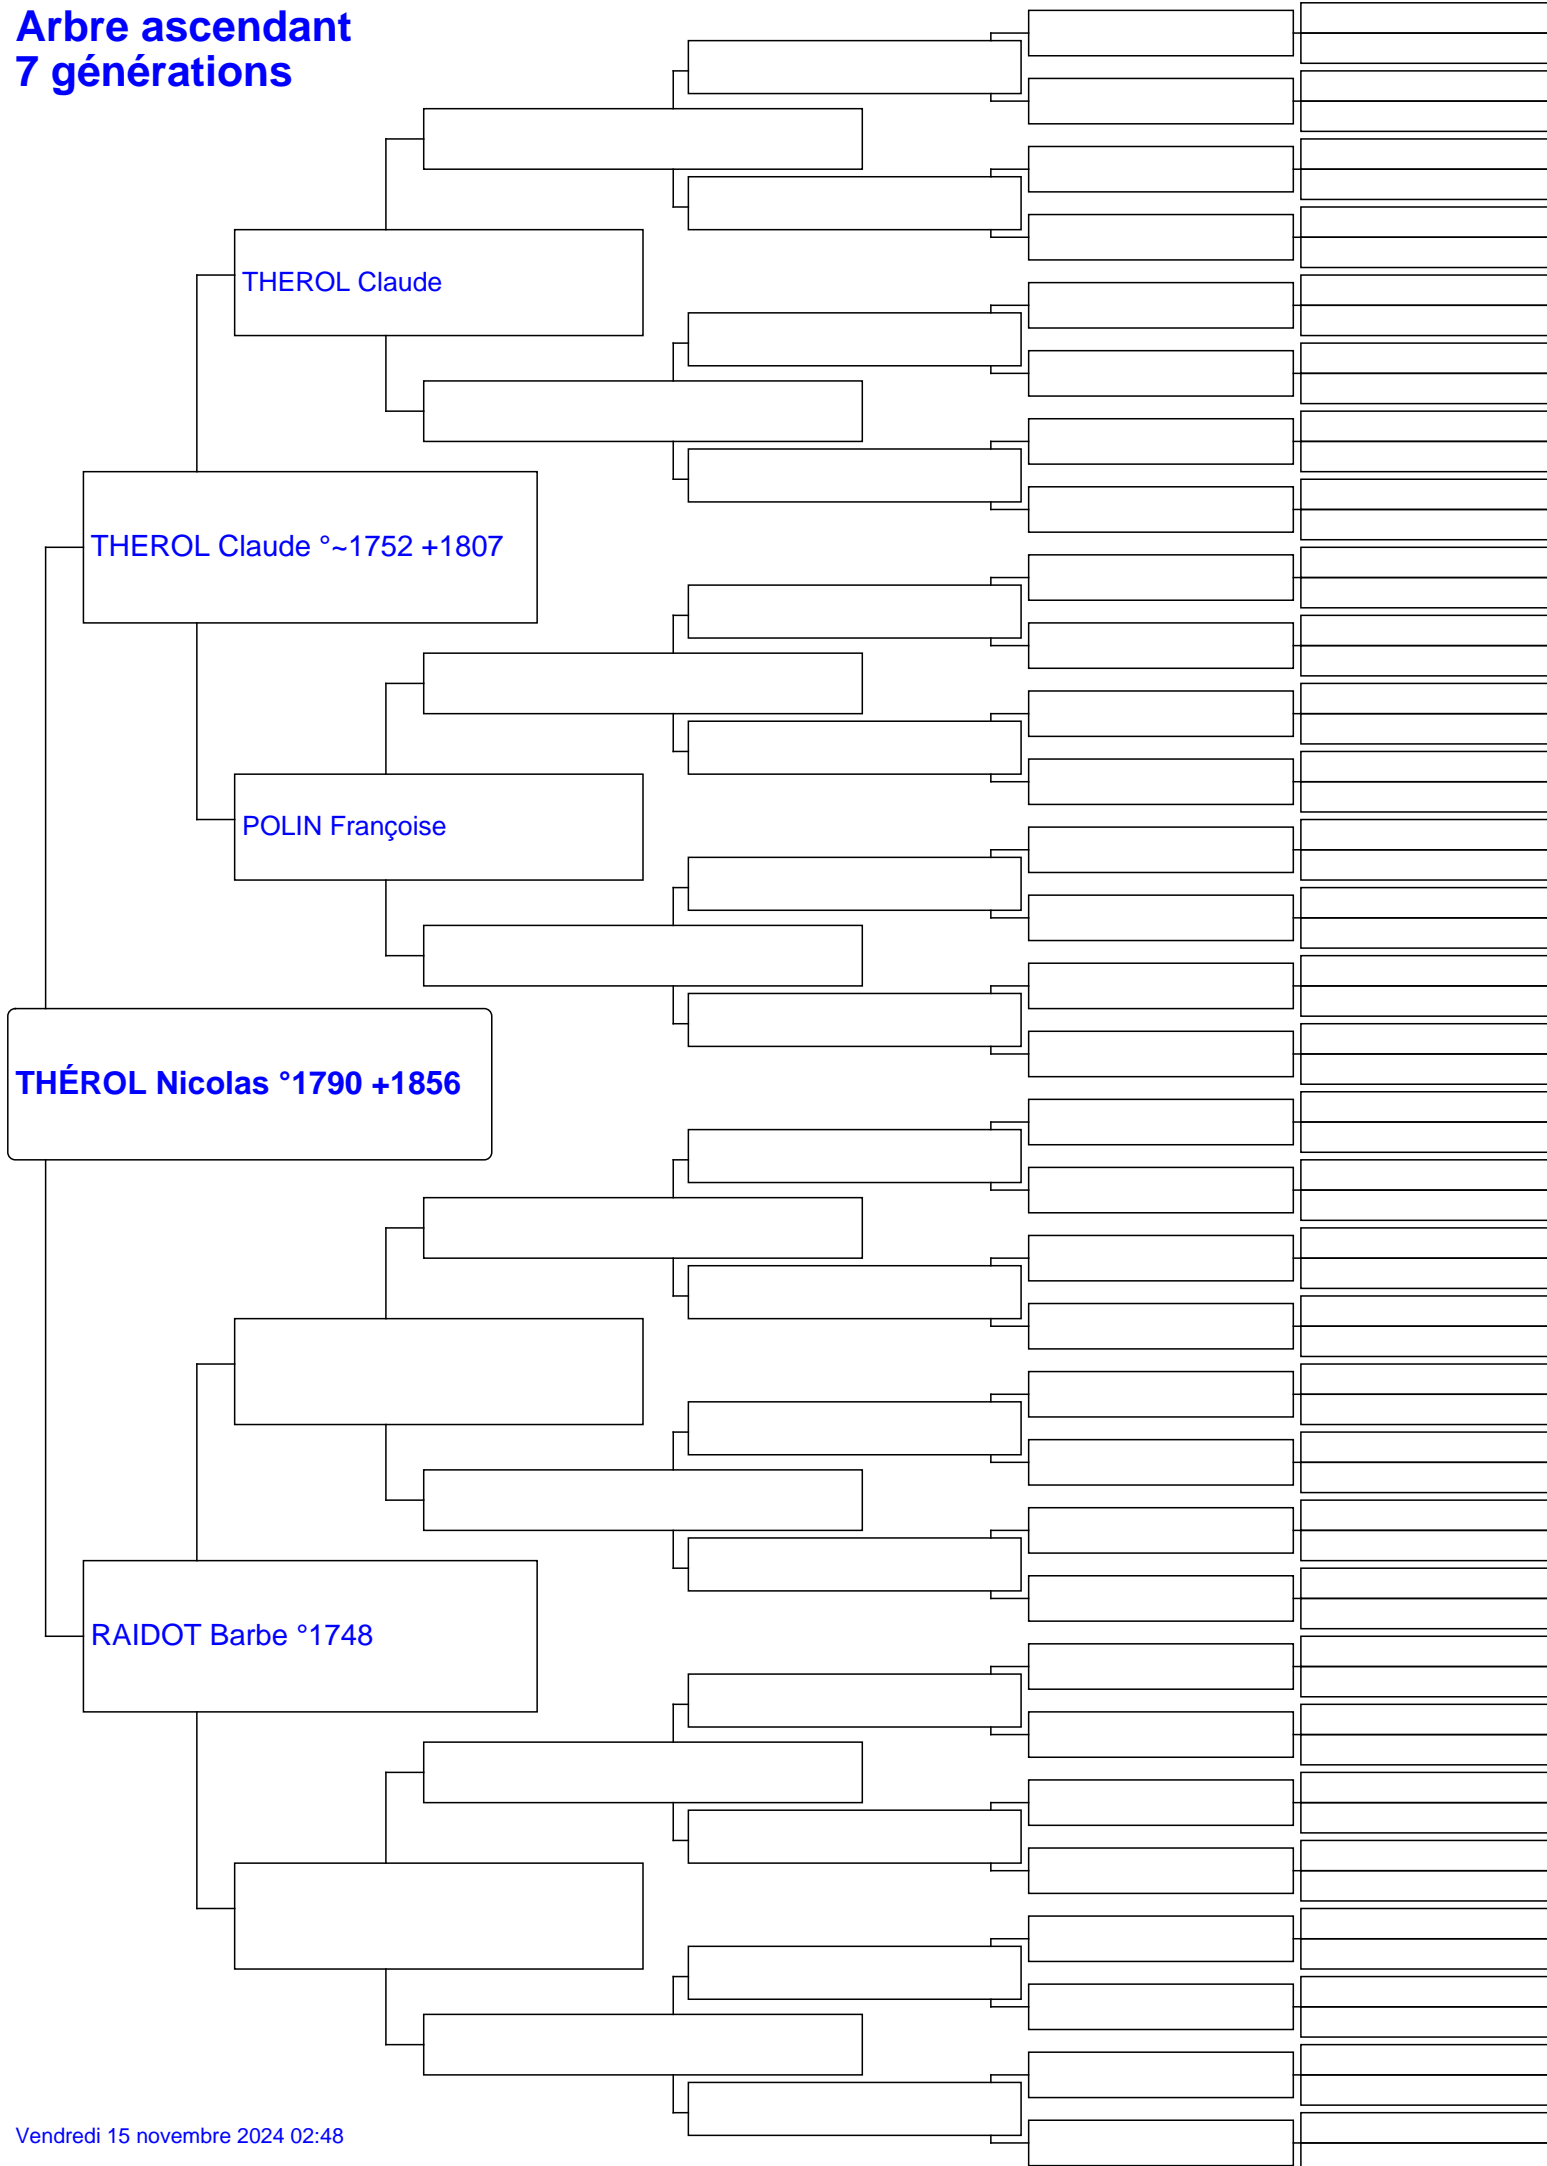 Arbre ascendant
7 générations
THEROL Claude
THEROL Claude °~1752 +1807
POLIN Françoise
THÉROL Nicolas °1790 +1856
RAIDOT Barbe °1748
Vendredi 15 novembre 2024 02:48